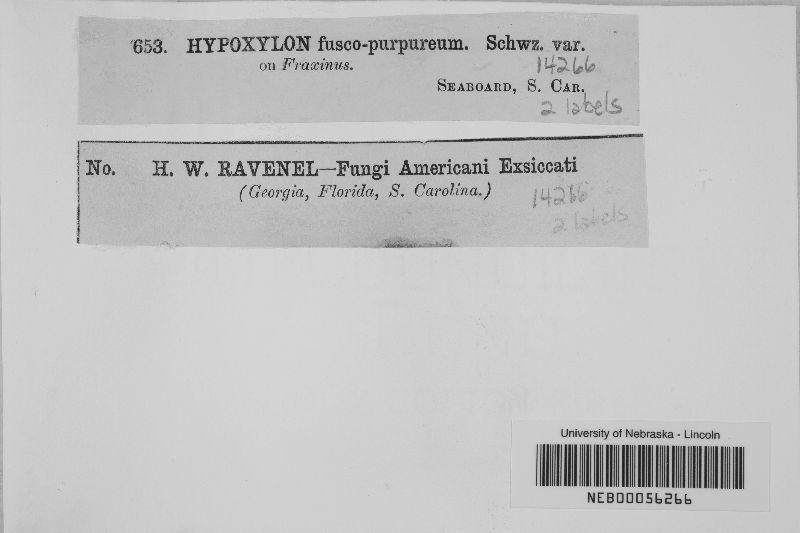 653. HYPOXYLON fusco-purpureum. Schwz. var.
on Fraxinus. 14266
SEABOARD, S. CAR.
2 labels
No. H. W. RAVENEL—Fungi Americani Exsiccati
(Georgia, Florida, S. Carolina.) 14266
2 labels
University of Nebraska - Lincoln
NEB00056266